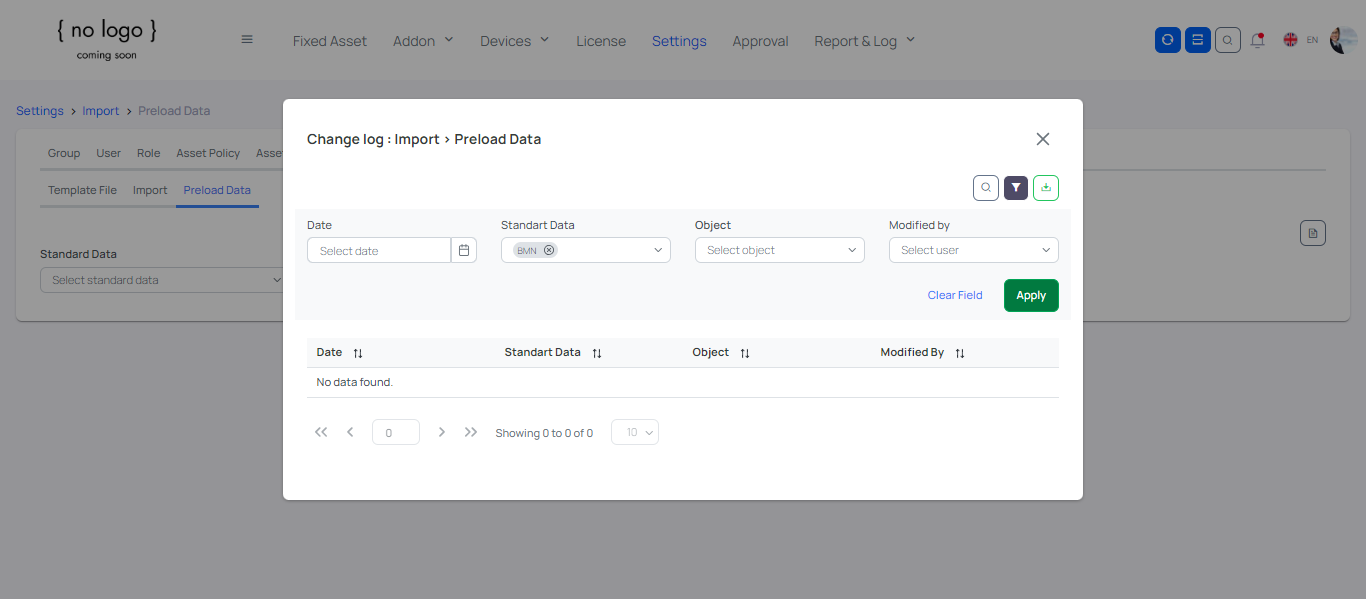 { no logo }
coming soon
Fixed Asset Addon Devices License Settings Approval Report & Log EN
Settings > Import > Preload Data
Group User Role Asset Policy
Template File Import Preload Data
Standard Data
Select standard data
Change log : Import > Preload Data
Date Standart Data Object Modified by
Select date BMN Select object Select user
Clear Field Apply
Date Standart Data Object Modified By
No data found.
0 Showing 0 to 0 of 0 10